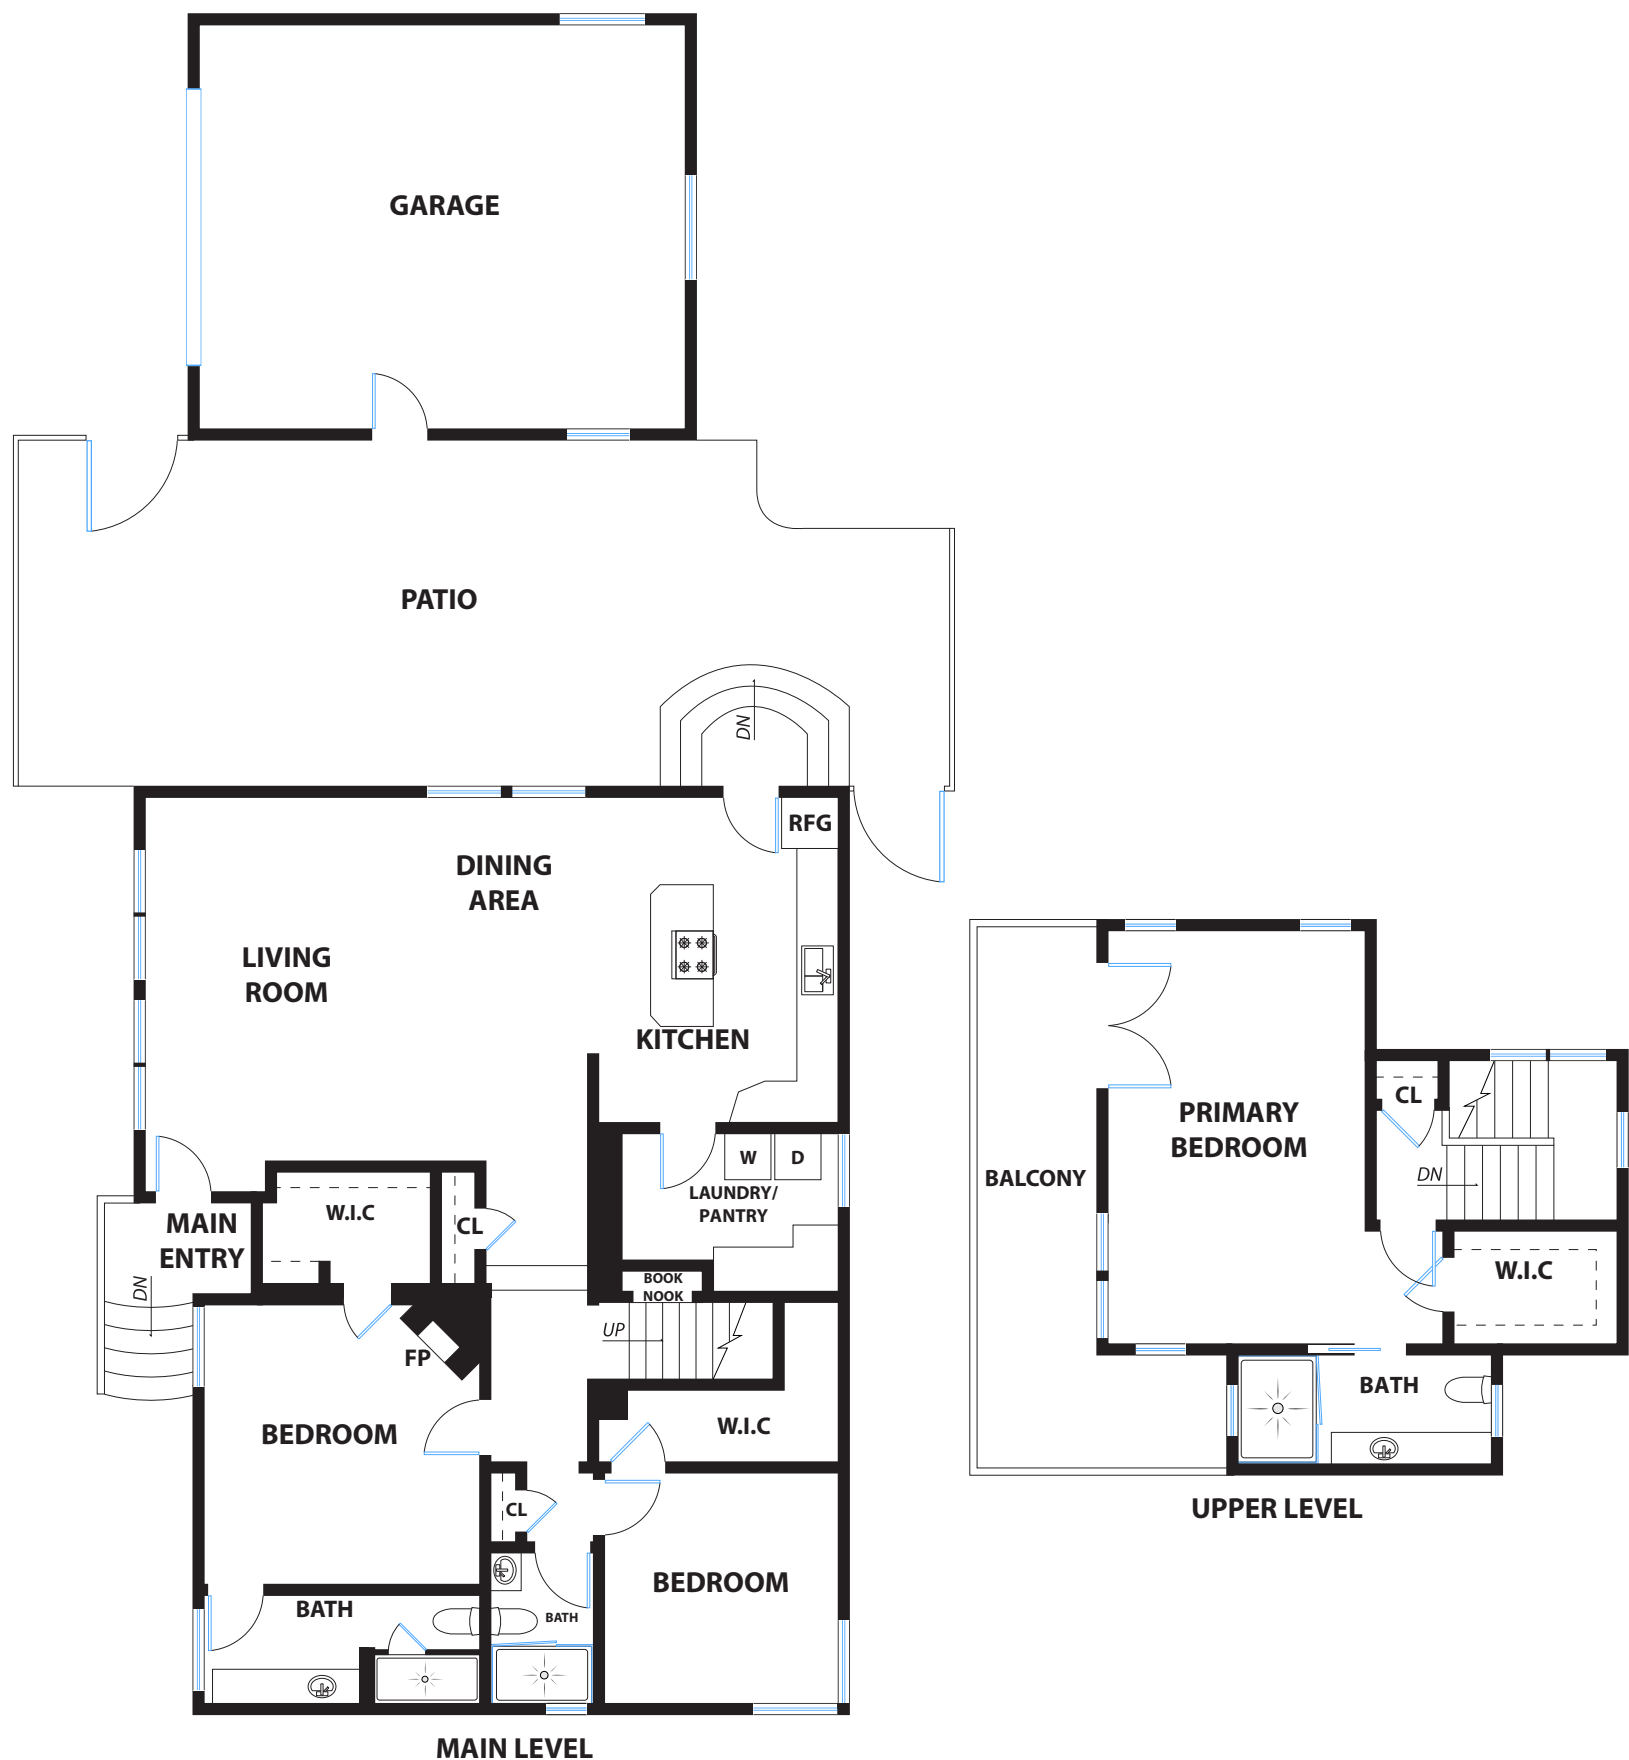 GARAGE
PATIO
DN
RFG
DINING
AREA
LIVING
ROOM
KITCHEN
W
D
LAUNDRY/
PANTRY
MAIN
ENTRY
W.I.C
CL
DN
BOOK
NOOK
UP
FP
BEDROOM
W.I.C
CL
BEDROOM
BATH
BATH
MAIN LEVEL
BALCONY
PRIMARY
BEDROOM
CL
DN
W.I.C
BATH
UPPER LEVEL